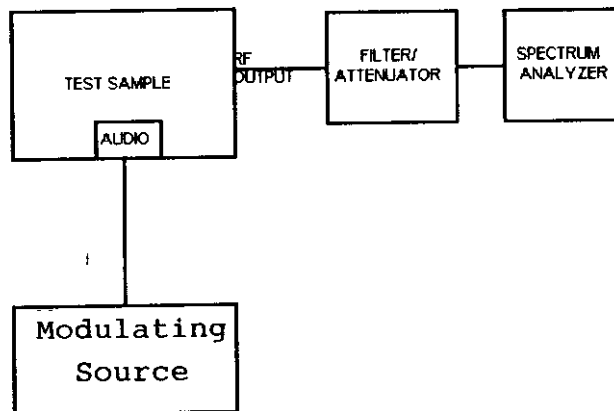 TEST SAMPLE
AUDIO
RF
OUTPUT
FILTER/
ATTENUATOR
SPECTRUM
ANALYZER
Modulating
Source